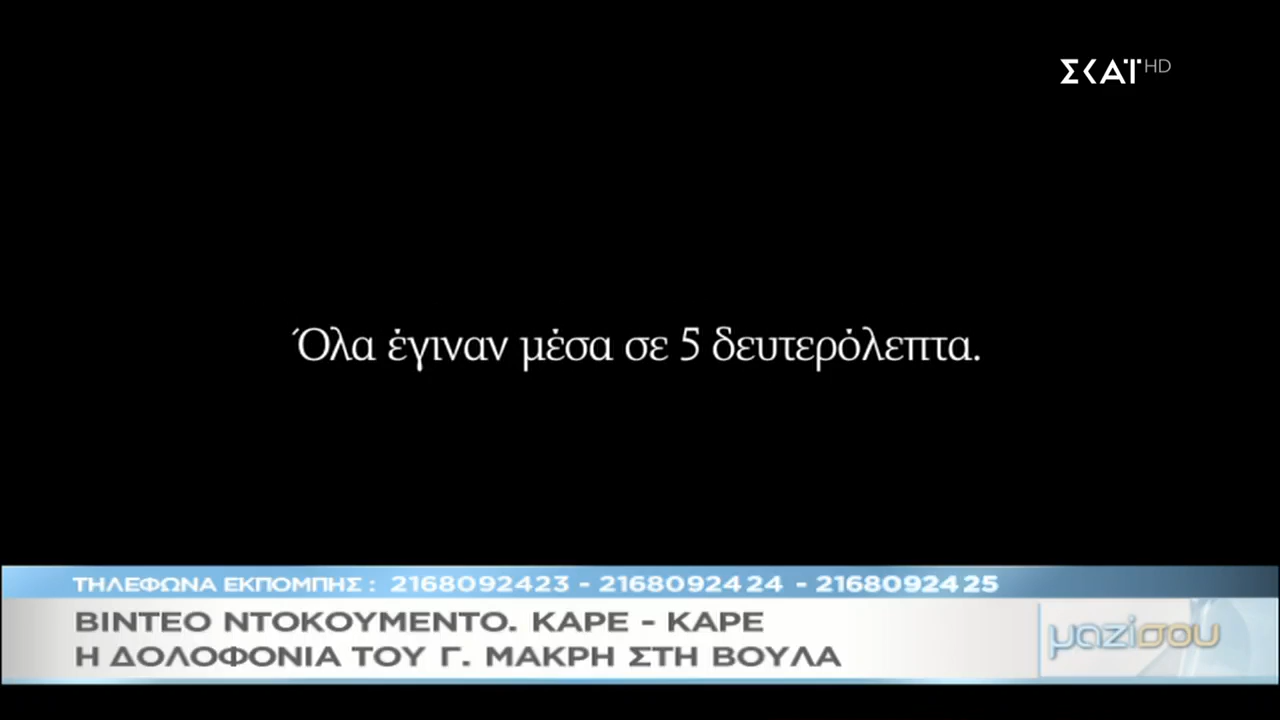 ΣΚΑΪ HD
Όλα έγιναν μέσα σε 5 δευτερόλεπτα.
ΤΗΛΕΦΩΝΑ ΕΚΠΟΜΠΗΣ : 2168092423 - 2168092424 - 2168092425
ΒΙΝΤΕΟ ΝΤΟΚΟΥΜΕΝΤΟ. ΚΑΡΕ - ΚΑΡΕ
Η ΔΟΛΟΦΟΝΙΑ ΤΟΥ Γ. ΜΑΚΡΗ ΣΤΗ ΒΟΥΛΑ
μαζί σου